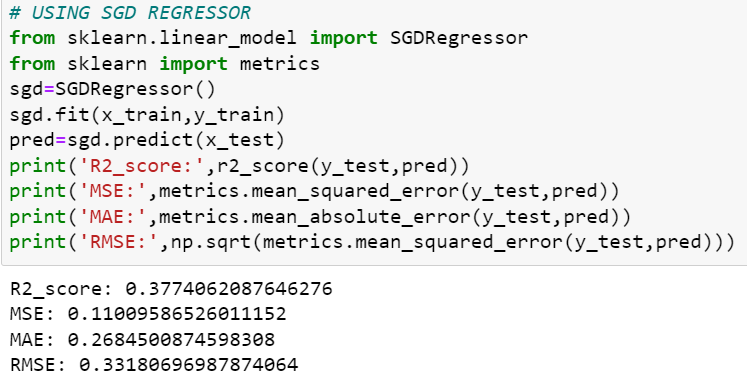 # USING SGD REGRESSOR
from sklearn.linear_model import SGDRegressor
from sklearn import metrics
sgd=SGDRegressor()
sgd.fit(x_train,y_train)
pred=sgd.predict(x_test)
print('R2_score:',r2_score(y_test,pred))
print('MSE:',metrics.mean_squared_error(y_test,pred))
print('MAE:',metrics.mean_absolute_error(y_test,pred))
print('RMSE:',np.sqrt(metrics.mean_squared_error(y_test,pred)))
R2_score: 0.3774062087646276
MSE: 0.11009586526011152
MAE: 0.2684500874598308
RMSE: 0.33180696987874064